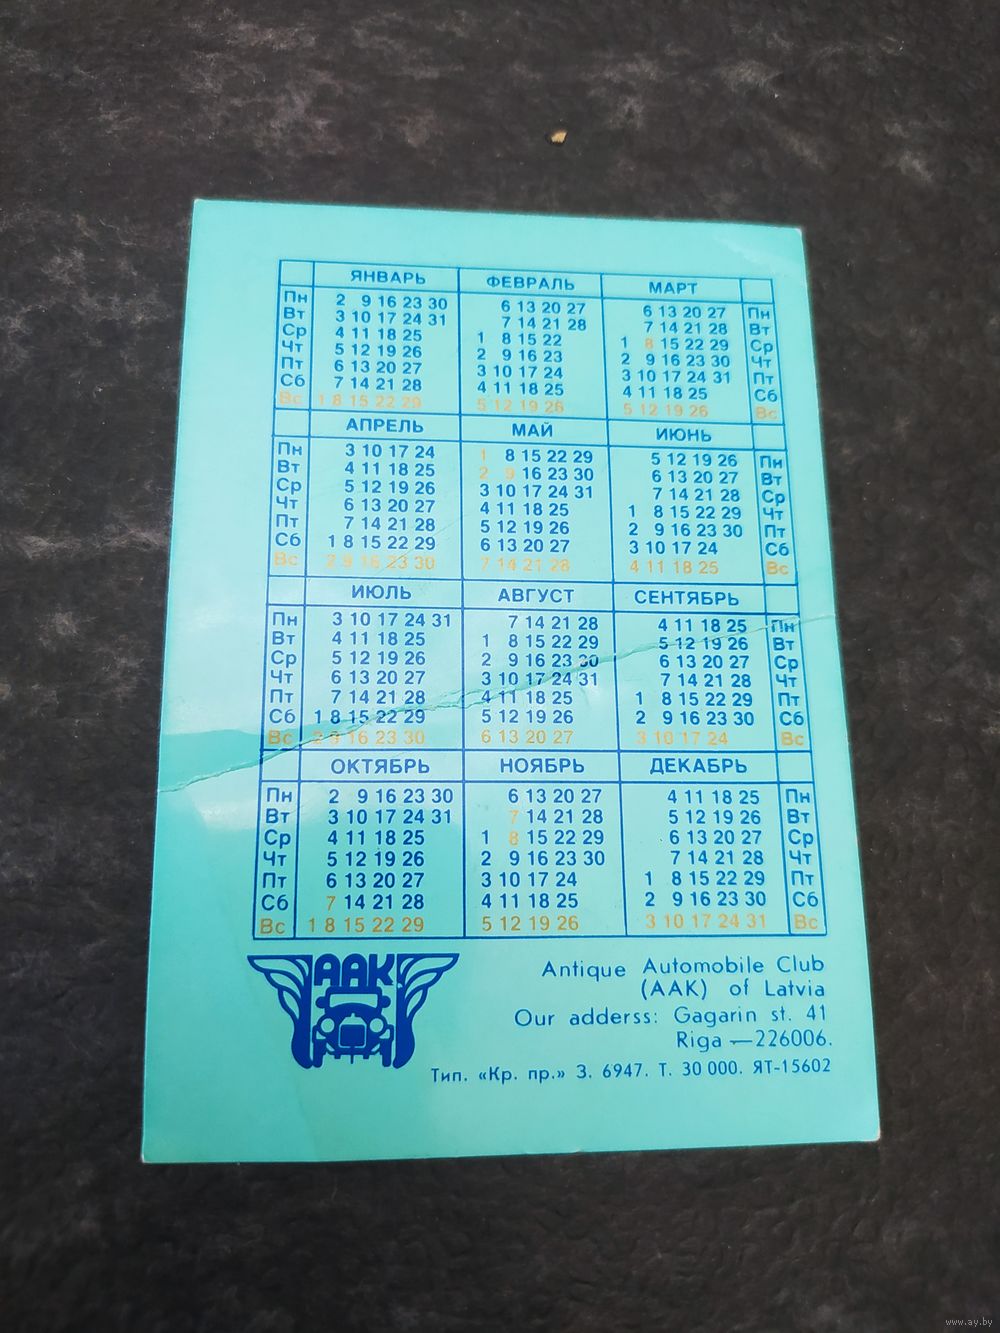 ЯНВАРЬ ФЕВРАЛЬ МАРТ
Пн 2 9 16 23 30 6 13 20 27 6 13 20 27 Пн
Вт 3 10 17 24 31 7 14 21 28 7 14 21 28 Вт
Ср 4 11 18 25 1 8 15 22 1 8 15 22 29 Ср
Чт 5 12 19 26 2 9 16 23 2 9 16 23 30 Чт
Пт 6 13 20 27 3 10 17 24 3 10 17 24 31 Пт
Сб 7 14 21 28 4 11 18 25 4 11 18 25 Сб
Вс 1 8 15 22 29 5 12 19 26 5 12 19 26 Вс
АПРЕЛЬ МАЙ ИЮНЬ
Пн 3 10 17 24 1 8 15 22 29 5 12 19 26 Пн
Вт 4 11 18 25 2 9 16 23 30 6 13 20 27 Вт
Ср 5 12 19 26 3 10 17 24 31 7 14 21 28 Ср
Чт 6 13 20 27 4 11 18 25 1 8 15 22 29 Чт
Пт 7 14 21 28 5 12 19 26 2 9 16 23 30 Пт
Сб 1 8 15 22 29 6 13 20 27 3 10 17 24 Сб
Вс 2 9 16 23 30 7 14 21 28 4 11 18 25 Вс
ИЮЛЬ АВГУСТ СЕНТЯБРЬ
Пн 3 10 17 24 31 7 14 21 28 4 11 18 25 Пн
Вт 4 11 18 25 1 8 15 22 29 5 12 19 26 Вт
Ср 5 12 19 26 2 9 16 23 30 6 13 20 27 Ср
Чт 6 13 20 27 3 10 17 24 31 7 14 21 28 Чт
Пт 7 14 21 28 4 11 18 25 1 8 15 22 29 Пт
Сб 1 8 15 22 29 5 12 19 26 2 9 16 23 30 Сб
Вс 2 9 16 23 30 6 13 20 27 3 10 17 24 Вс
ОКТЯБРЬ НОЯБРЬ ДЕКАБРЬ
Пн 2 9 16 23 30 6 13 20 27 4 11 18 25 Пн
Вт 3 10 17 24 31 7 14 21 28 5 12 19 26 Вт
Ср 4 11 18 25 1 8 15 22 29 6 13 20 27 Ср
Чт 5 12 19 26 2 9 16 23 30 7 14 21 28 Чт
Пт 6 13 20 27 3 10 17 24 1 8 15 22 29 Пт
Сб 7 14 21 28 4 11 18 25 2 9 16 23 30 Сб
Вс 1 8 15 22 29 5 12 19 26 3 10 17 24 31 Вс
AAK
Antique Automobile Club
(AAK) of Latvia
Our adderss: Gagarin st. 41
Riga —226006.
Тип. «Кр. пр.» З. 6947. Т. 30 000. ЯТ-15602
www.ay.by